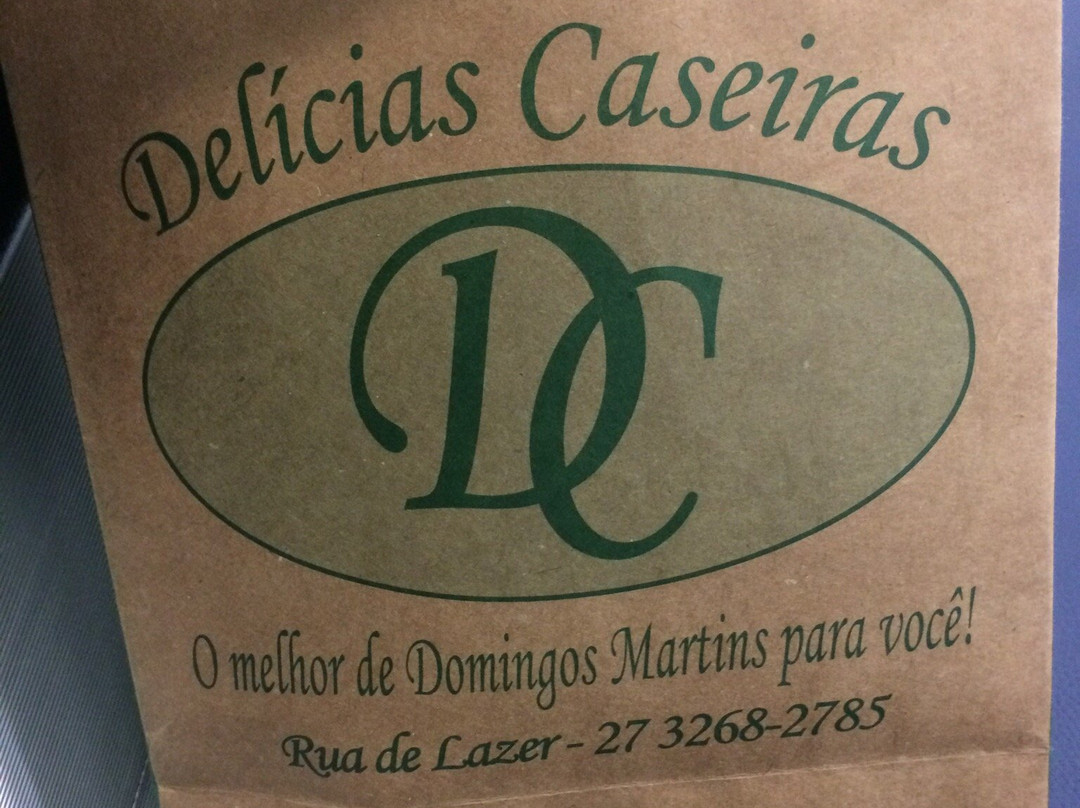 Delícias Caseiras
DC
O melhor de Domingos Martins para você!
Rua de Lazer - 27 3268-2785